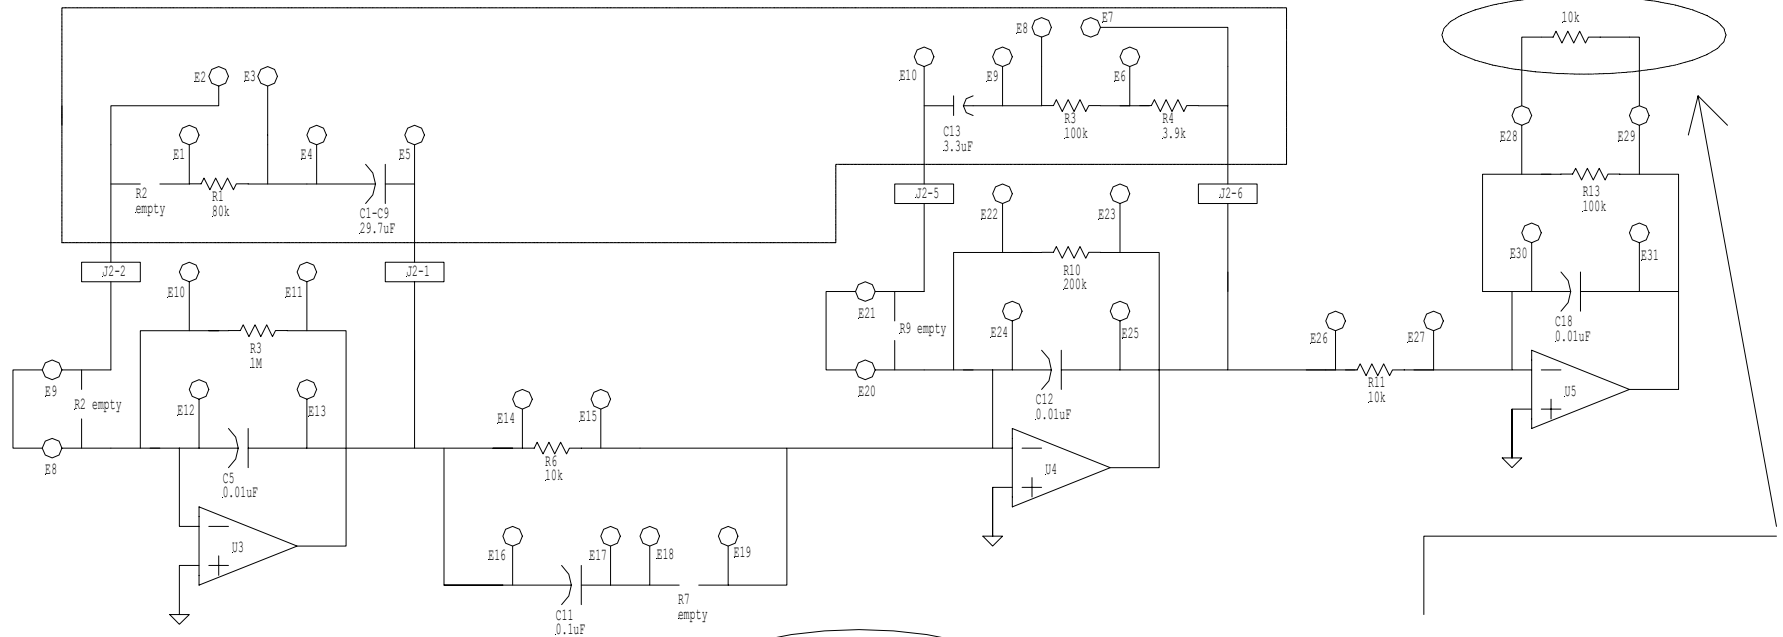 10k
E7
E8
E2
E3
E10
E9
E6
E28
E29
R3
100k
R4
3.9k
C13
3.3uF
E1
E4
E5
R2
empty
R1
80k
C1-C9
29.7uF
J2-5
J2-6
R13
100k
E22
E23
E30
E31
J2-2
J2-1
R10
200k
E10
E11
E21
R9 empty
E24
E25
E26
E27
C18
0.01uF
R3
1M
E9
R2 empty
E12
E13
E20
C12
0.01uF
R11
10k
U5
E14
E15
E8
R6
10k
C5
0.01uF
U4
U3
E16
E17
E18
E19
C11
0.1uF
R7
empty